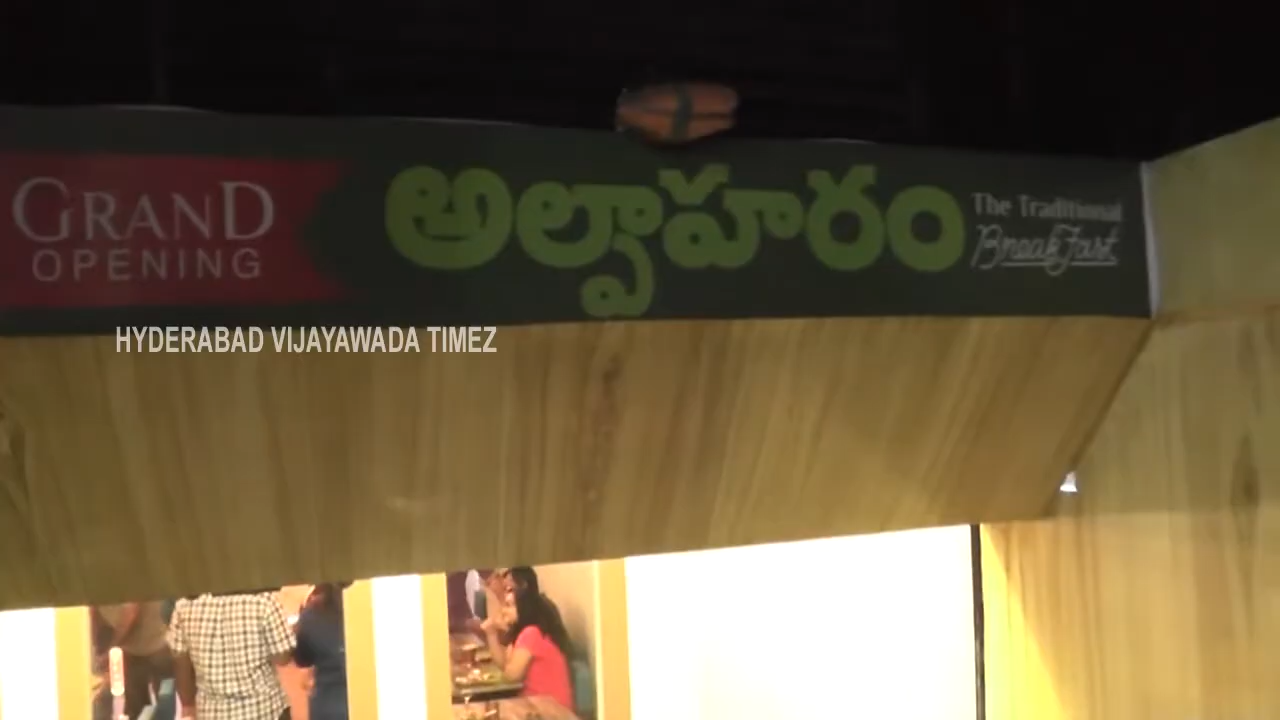 GRAND
OPENING
అల్పాహారం
The Traditional
BreakFast
HYDERABAD VIJAYAWADA TIMEZ